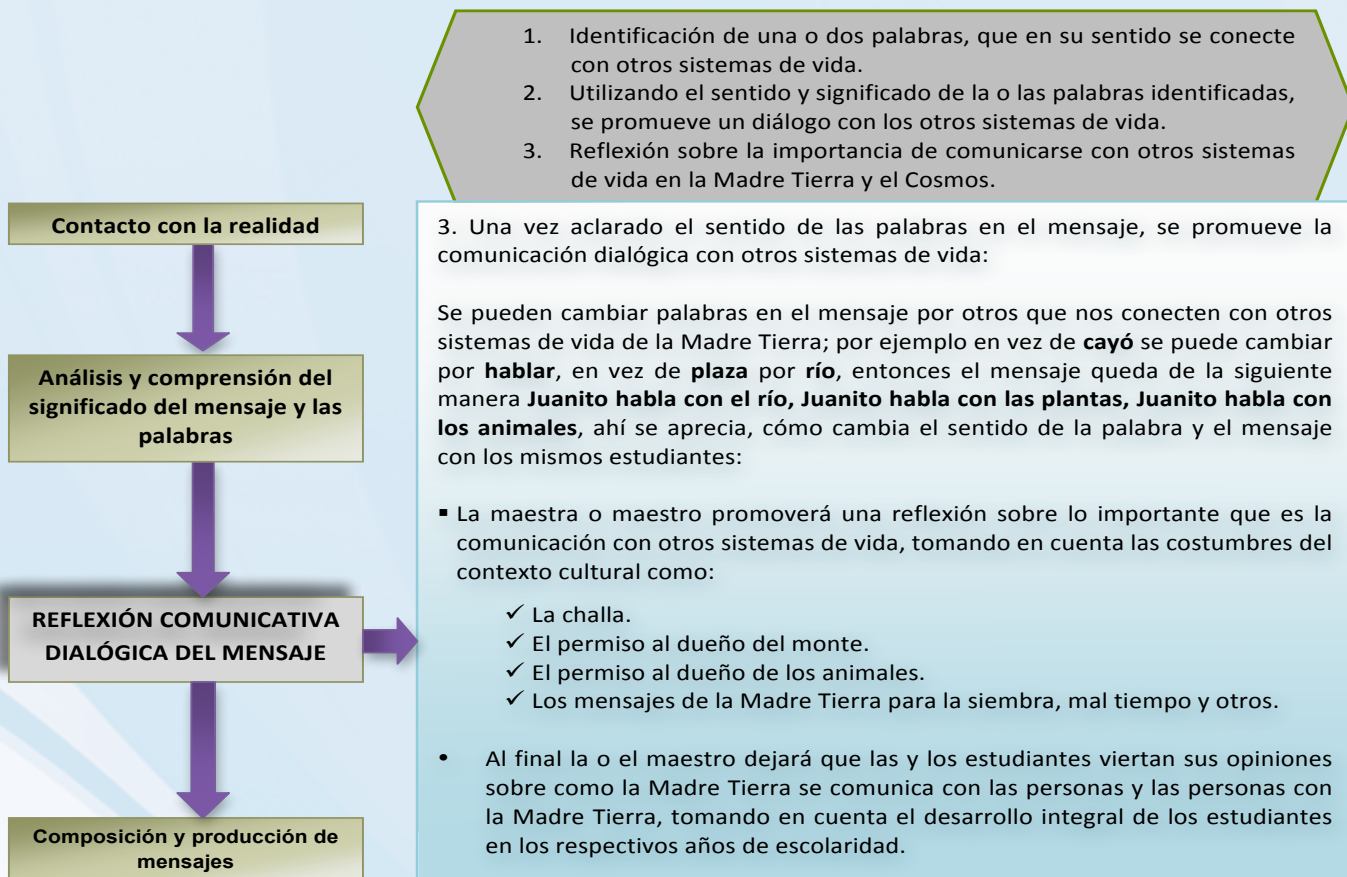 1. Identificación de una o dos palabras, que en su sentido se conecte
con otros sistemas de vida.
2. Utilizando el sentido y significado de la o las palabras identificadas,
se promueve un diálogo con los otros sistemas de vida.
3. Reflexión sobre la importancia de comunicarse con otros sistemas
de vida en la Madre Tierra y el Cosmos.
Contacto con la realidad
Análisis y comprensión del
significado del mensaje y las
palabras
REFLEXIÓN COMUNICATIVA
DIALÓGICA DEL MENSAJE
Composición y producción de
mensajes
3. Una vez aclarado el sentido de las palabras en el mensaje, se promueve la
comunicación dialógica con otros sistemas de vida:
Se pueden cambiar palabras en el mensaje por otros que nos conecten con otros
sistemas de vida de la Madre Tierra; por ejemplo en vez de cayó se puede cambiar
por hablar, en vez de plaza por río, entonces el mensaje queda de la siguiente
manera Juanito habla con el río, Juanito habla con las plantas, Juanito habla con
los animales, ahí se aprecia, cómo cambia el sentido de la palabra y el mensaje
con los mismos estudiantes:
▪ La maestra o maestro promoverá una reflexión sobre lo importante que es la
comunicación con otros sistemas de vida, tomando en cuenta las costumbres del
contexto cultural como:
✓ La challa.
✓ El permiso al dueño del monte.
✓ El permiso al dueño de los animales.
✓ Los mensajes de la Madre Tierra para la siembra, mal tiempo y otros.
• Al final la o el maestro dejará que las y los estudiantes viertan sus opiniones
sobre como la Madre Tierra se comunica con las personas y las personas con
la Madre Tierra, tomando en cuenta el desarrollo integral de los estudiantes
en los respectivos años de escolaridad.